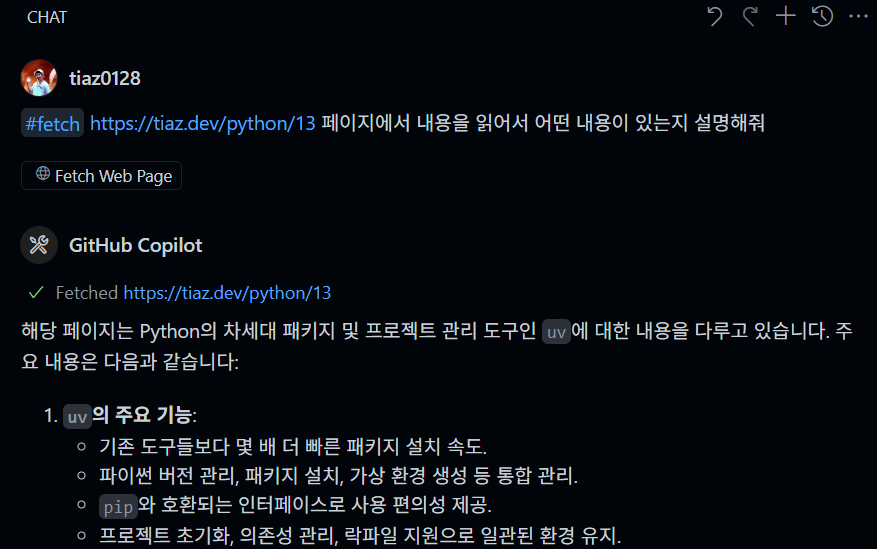 CHAT
tiaz0128
#fetch https://tiaz.dev/python/13 페이지에서 내용을 읽어서 어떤 내용이 있는지 설명해줘
Fetch Web Page
GitHub Copilot
Fetched https://tiaz.dev/python/13
해당 페이지는 Python의 차세대 패키지 및 프로젝트 관리 도구인 uv에 대한 내용을 다루고 있습니다. 주
요 내용은 다음과 같습니다:
1. uv의 주요 기능:
기존 도구들보다 몇 배 더 빠른 패키지 설치 속도.
파이썬 버전 관리, 패키지 설치, 가상 환경 생성 등 통합 관리.
pip와 호환되는 인터페이스로 사용 편의성 제공.
프로젝트 초기화, 의존성 관리, 락파일 지원으로 일관된 환경 유지.